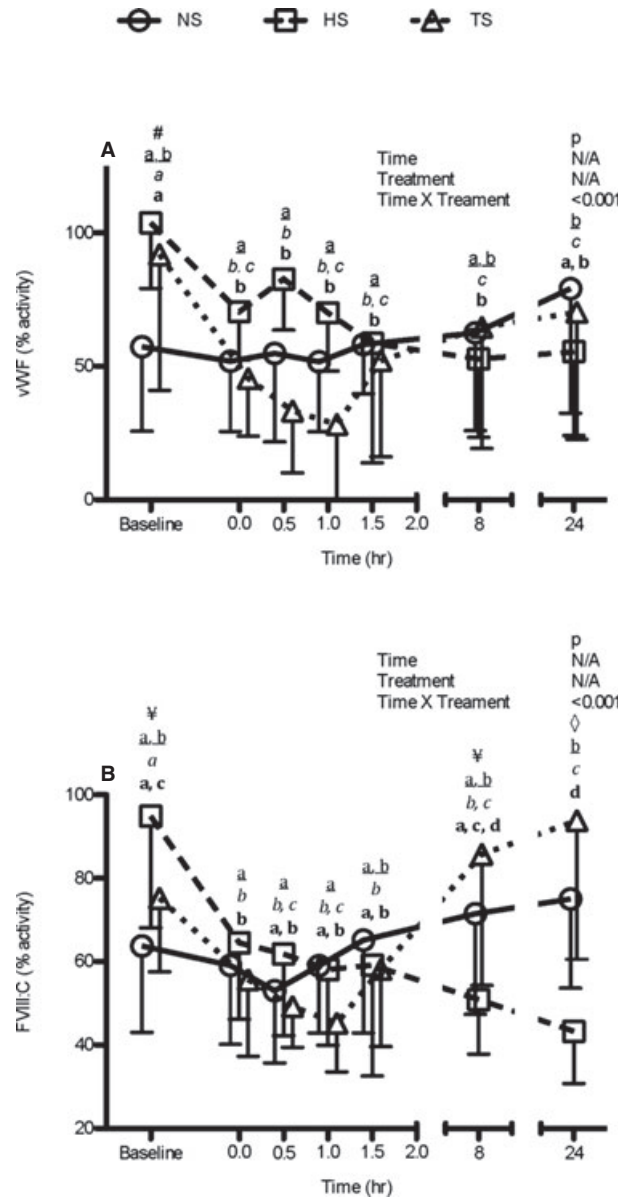 NS HS TS
A
p
Time N/A
Treatment N/A
Time X Treament <0.001
#
a, b
a
a
a
b, c
b
a
b
b
a
b, c
b
a
b, c
b
a, b
c
b
b
c
a, b
vWF (% activity)
100
50
0
Baseline 0.0 0.5 1.0 1.5 2.0 8 24
Time (hr)
p
Time N/A
Treatment N/A
Time X Treament <0.001
B
¥
a, b
a
a, c
a
b
b
a
b, c
a, b
a
b, c
a, b
a, b
b
a, b
¥
a, b
b, c
a, c, d
◊
b
c
d
FVIII:C (% activity)
100
80
60
40
20
Baseline 0.0 0.5 1.0 1.5 2.0 8 24
Time (hr)